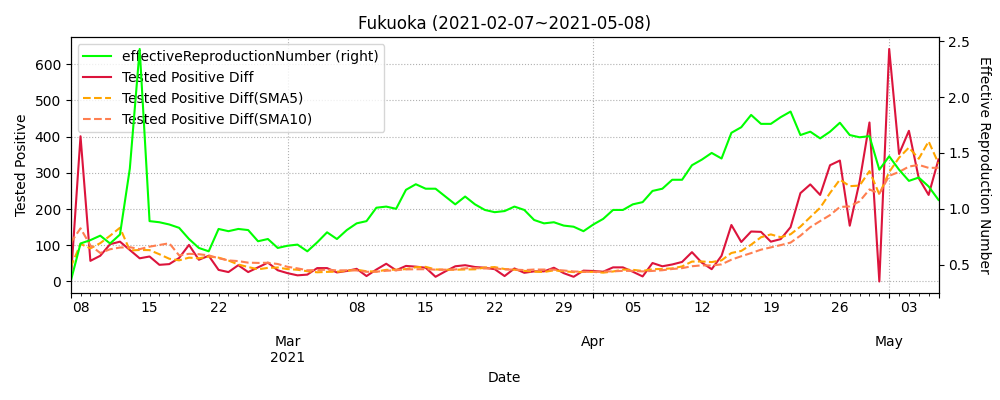 Fukuoka (2021-02-07~2021-05-08)
effectiveReproductionNumber (right)
Tested Positive Diff
Tested Positive Diff(SMA5)
Tested Positive Diff(SMA10)
Tested Positive
600
500
400
300
200
100
0
2.5
2.0
1.5
1.0
0.5
Effective Reproduction Number
08 15 22 08 15 22 29 05 12 19 26 03
Mar Apr May
2021
Date